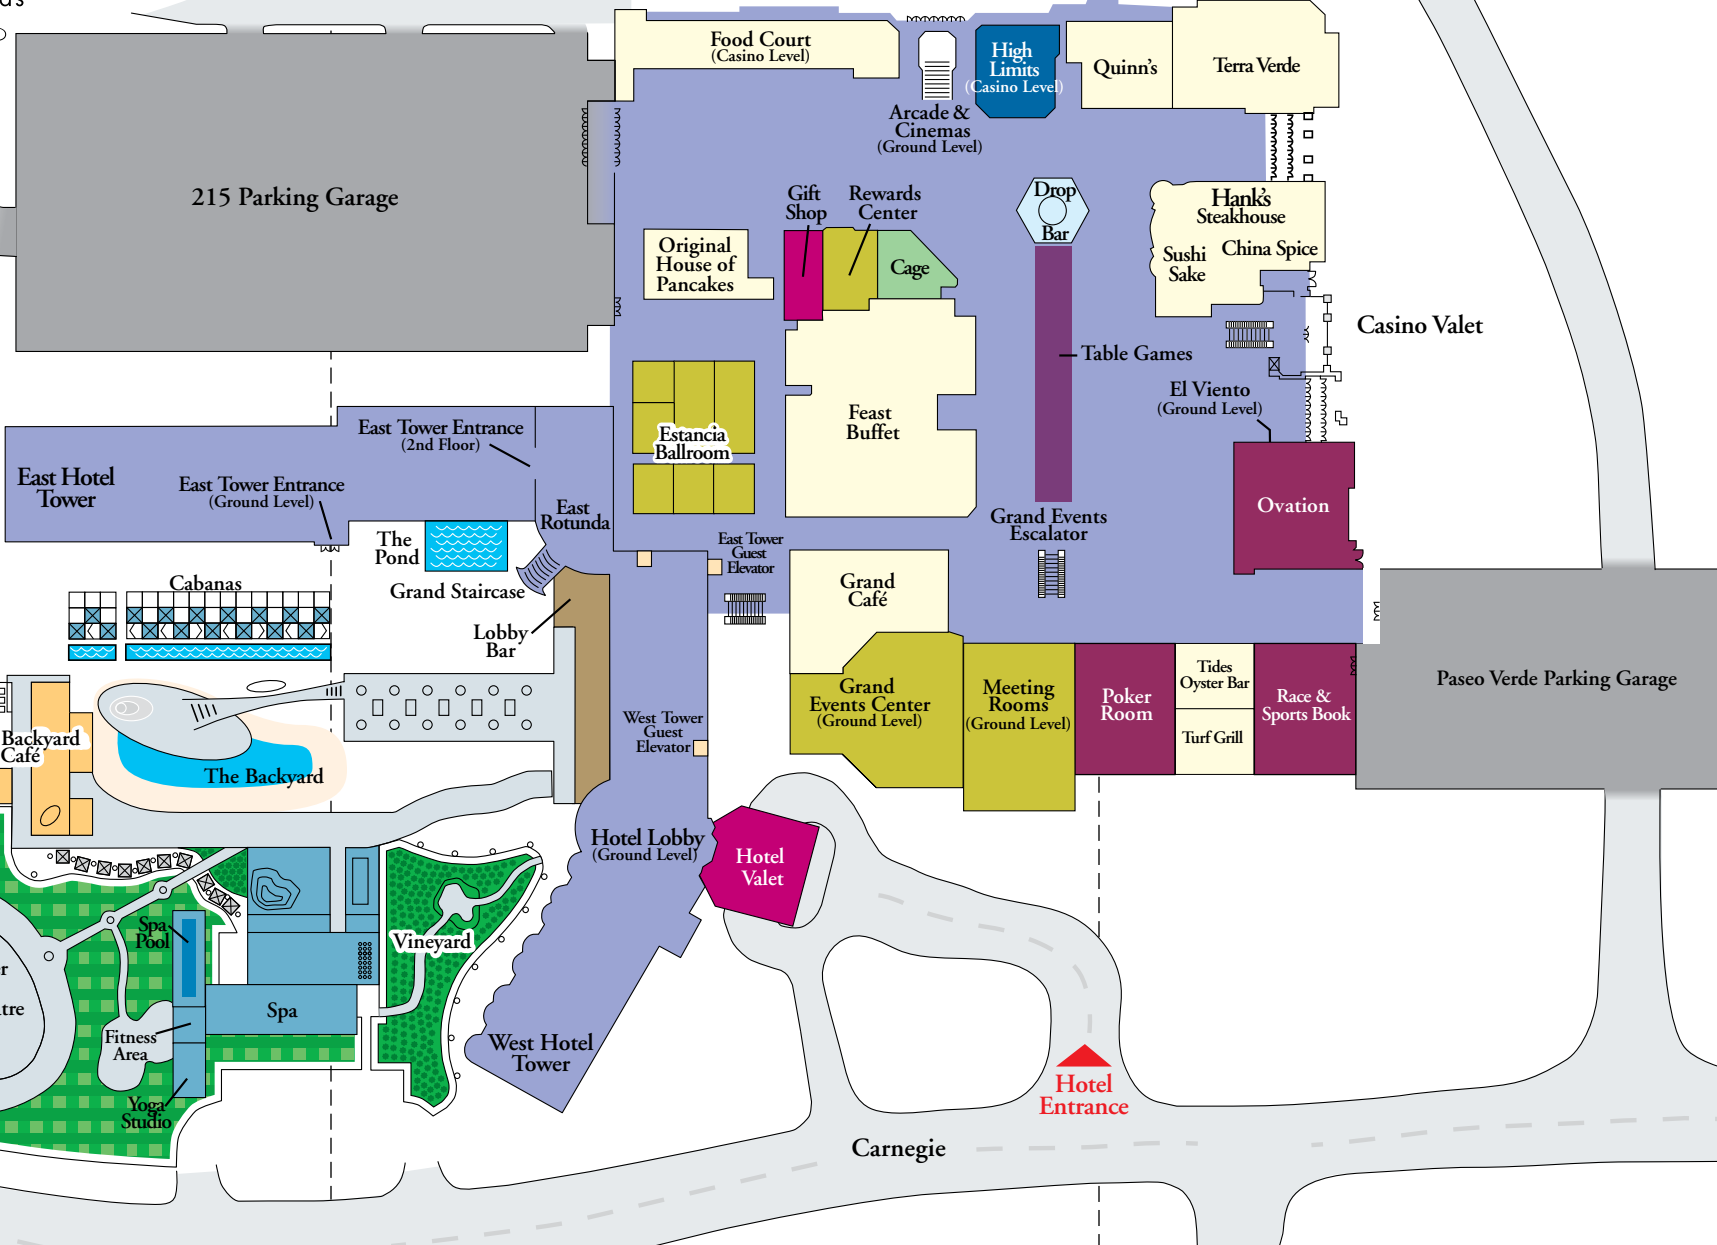 Food Court
(Casino Level)
High
Limits
(Casino Level)
Quinn's
Terra Verde
Arcade &
Cinemas
(Ground Level)
215 Parking Garage
Gift
Shop
Rewards
Center
Drop
Bar
Hank's
Steakhouse
Sushi
Sake
China Spice
Original
House of
Pancakes
Cage
Casino Valet
Table Games
El Viento
(Ground Level)
Feast
Buffet
Estancia
Ballroom
East Tower Entrance
(2nd Floor)
East Hotel
Tower
East Tower Entrance
(Ground Level)
East
Rotunda
Ovation
Grand Events
Escalator
The
Pond
East Tower
Guest
Elevator
Cabanas
Grand Staircase
Grand
Café
Lobby
Bar
Tides
Oyster Bar
Paseo Verde Parking Garage
Grand
Events Center
(Ground Level)
Meeting
Rooms
(Ground Level)
Poker
Room
Race &
Sports Book
Turf Grill
West Tower
Guest
Elevator
Backyard
Café
The Backyard
Hotel Lobby
(Ground Level)
Hotel
Valet
Spa
Pool
Vineyard
Spa
Fitness
Area
West Hotel
Tower
Yoga
Studio
Hotel
Entrance
Carnegie